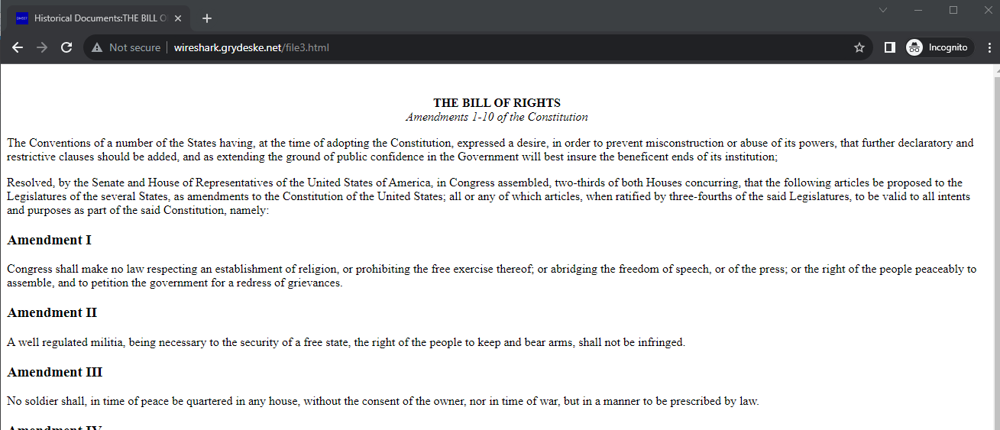 Historical Documents:THE BILL O
Not secure
wireshark.grydeske.net/file3.html
Incognito
THE BILL OF RIGHTS
Amendments 1-10 of the Constitution
The Conventions of a number of the States having, at the time of adopting the Constitution, expressed a desire, in order to prevent misconstruction or abuse of its powers, that further declaratory and
restrictive clauses should be added, and as extending the ground of public confidence in the Government will best insure the beneficent ends of its institution;
Resolved, by the Senate and House of Representatives of the United States of America, in Congress assembled, two-thirds of both Houses concurring, that the following articles be proposed to the
Legislatures of the several States, as amendments to the Constitution of the United States; all or any of which articles, when ratified by three-fourths of the said Legislatures, to be valid to all intents
and purposes as part of the said Constitution, namely:
Amendment I
Congress shall make no law respecting an establishment of religion, or prohibiting the free exercise thereof; or abridging the freedom of speech, or of the press; or the right of the people peaceably to
assemble, and to petition the government for a redress of grievances.
Amendment II
A well regulated militia, being necessary to the security of a free state, the right of the people to keep and bear arms, shall not be infringed.
Amendment III
No soldier shall, in time of peace be quartered in any house, without the consent of the owner, nor in time of war, but in a manner to be prescribed by law.
Amendment IV